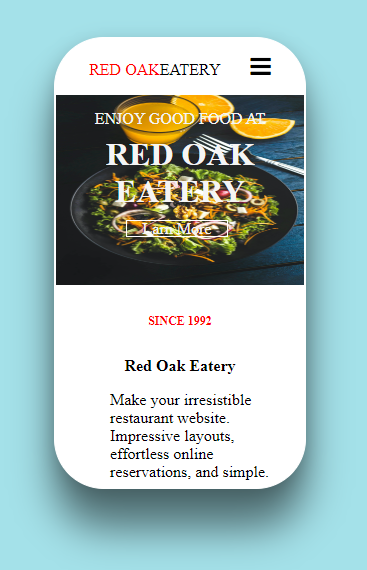 RED OAKEATERY
ENJOY GOOD FOOD AT
RED OAK
EATERY
Larn More
SINCE 1992
Red Oak Eatery
Make your irresistible
restaurant website.
Impressive layouts,
effortless online
reservations, and simple.